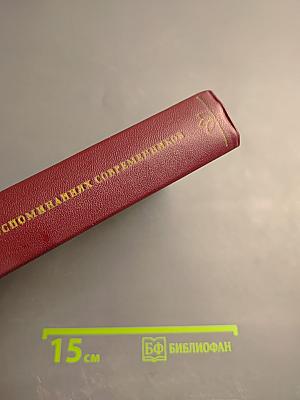 СПОМИНАНИЯХ СОВРЕМЕННИКОВ
15 см
БФ БИБЛИОФАН